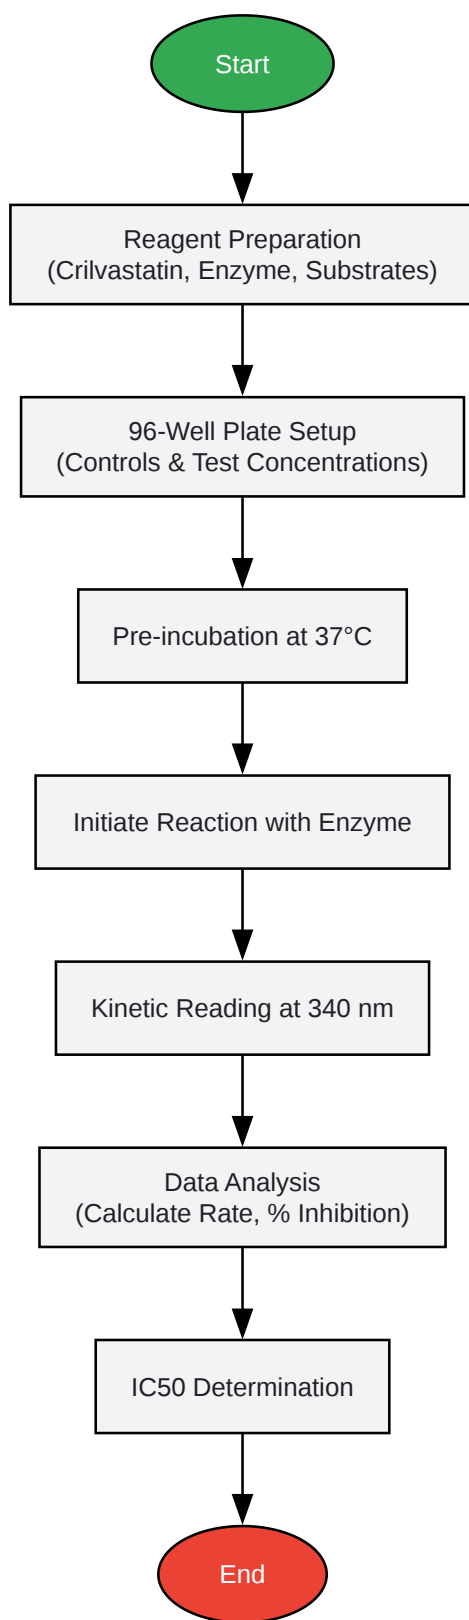 Start
Reagent Preparation
(Crilvastatin, Enzyme, Substrates)
96-Well Plate Setup
(Controls & Test Concentrations)
Pre-incubation at 37°C
Initiate Reaction with Enzyme
Kinetic Reading at 340 nm
Data Analysis
(Calculate Rate, % Inhibition)
IC50 Determination
End